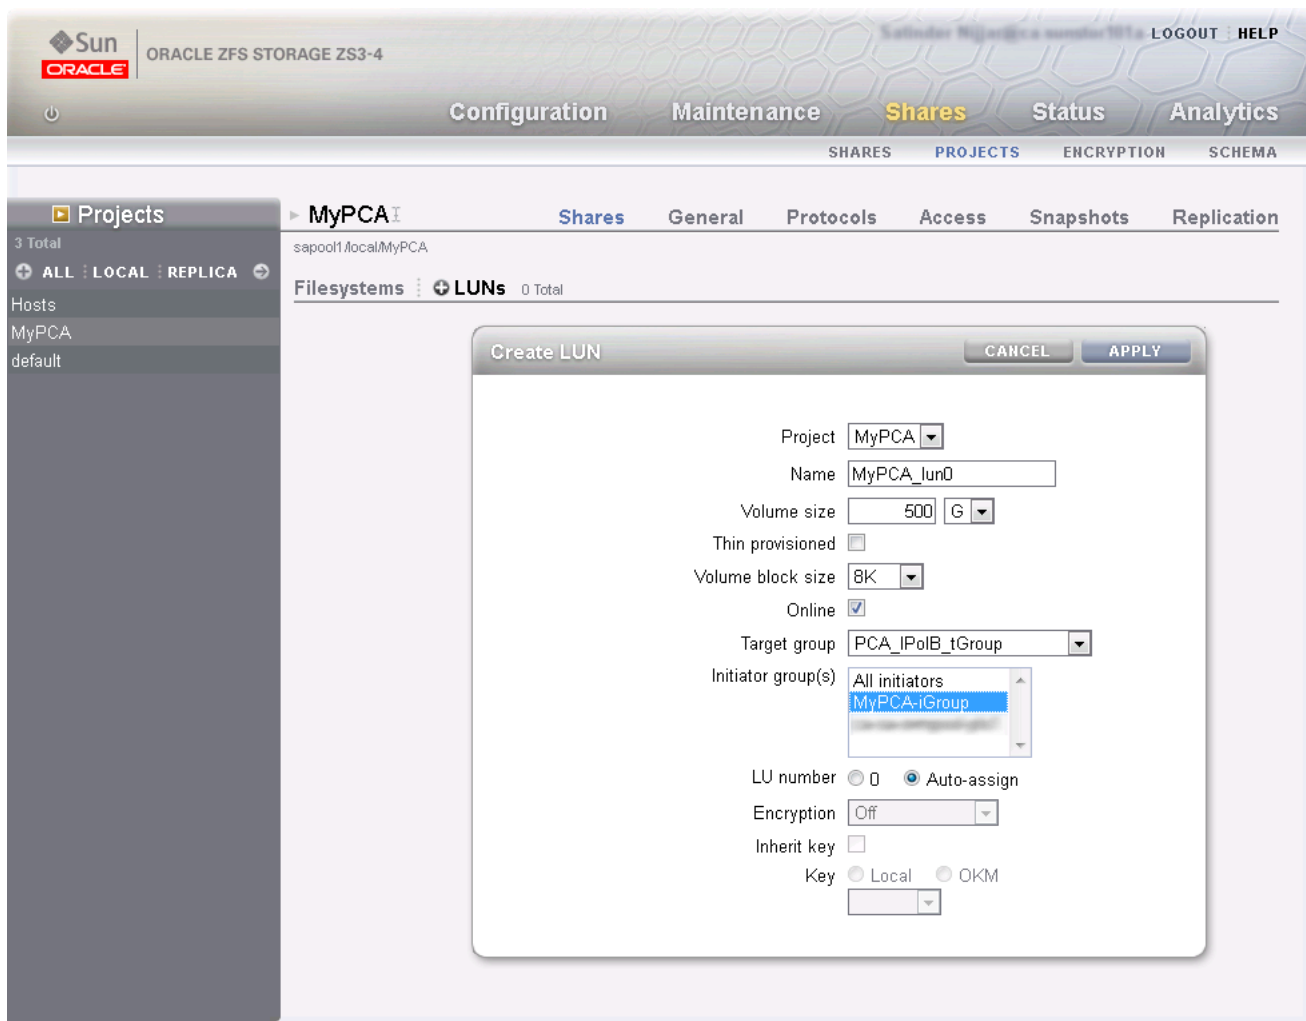 LOGOUT HELP
Sun
ORACLE
ORACLE ZFS STORAGE ZS3-4
Configuration Maintenance Shares Status Analytics
SHARES PROJECTS ENCRYPTION SCHEMA
Projects
3 Total
ALL LOCAL REPLICA
Hosts
MyPCA
default
MyPCA Shares General Protocols Access Snapshots Replication
sapool1/local/MyPCA
Filesystems LUNs 0 Total
Create LUN CANCEL APPLY
Project MyPCA
Name MyPCA_lun0
Volume size 500 G
Thin provisioned
Volume block size 8K
Online
Target group PCA_IPoIB_tGroup
Initiator group(s) All initiators
MyPCA-iGroup
LU number 0 Auto-assign
Encryption Off
Inherit key
Key Local OKM